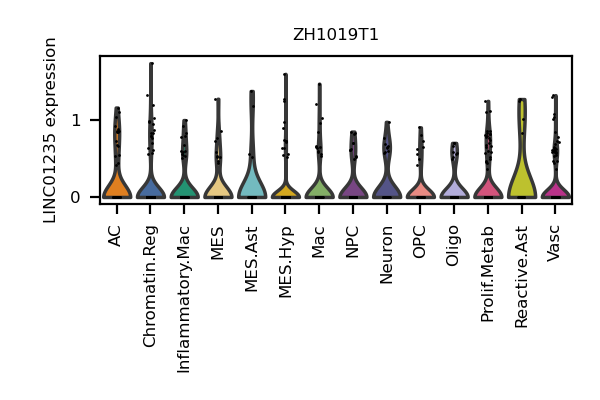 ZH1019T1
LINC01235 expression
1
0
AC
Chromatin.Reg
Inflammatory.Mac
MES
MES.Ast
MES.Hyp
Mac
NPC
Neuron
OPC
Oligo
Prolif.Metab
Reactive.Ast
Vasc